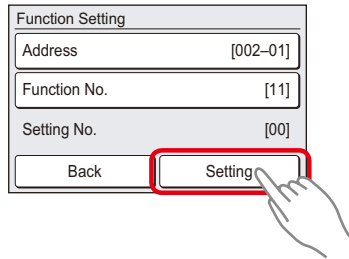 Function Setting
Address [002–01]
Function No. [11]
Setting No. [00]
Back Setting